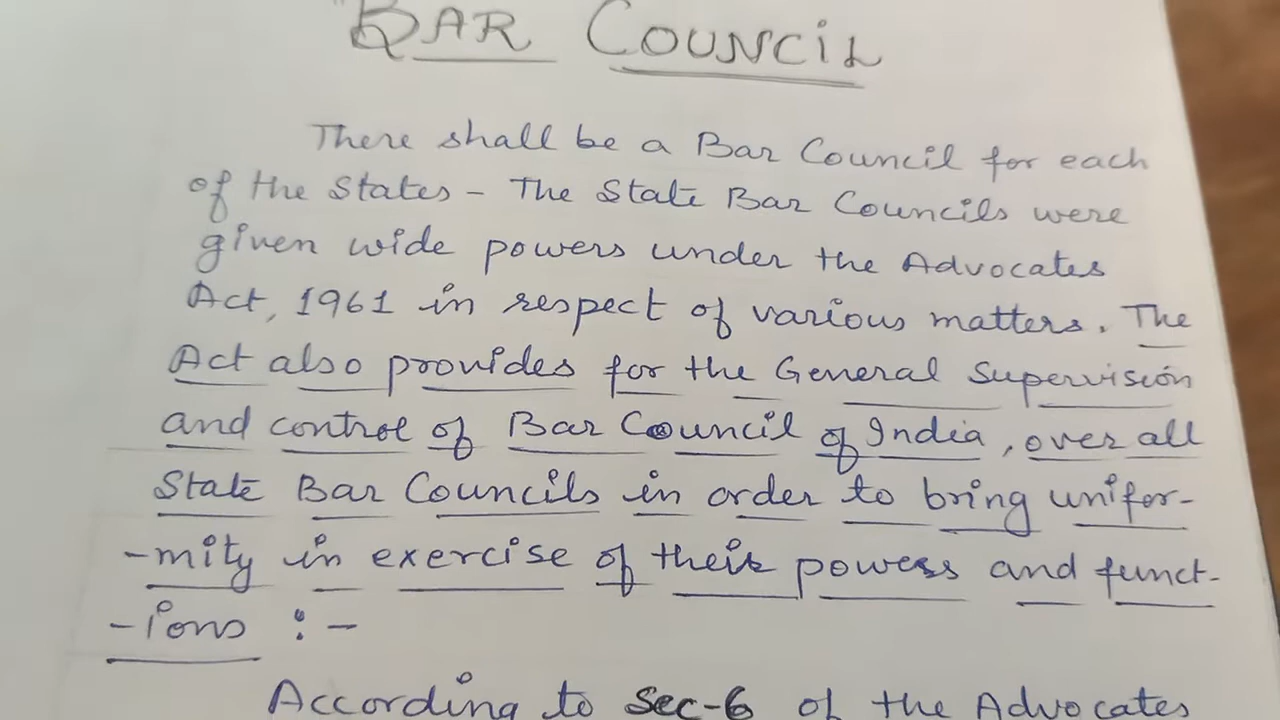 BAR COUNCIL
There shall be a Bar Council for each
of the States - The State Bar Councils were
given wide powers under the Advocates
Act, 1961 in respect of various matters. The
Act also provides for the General Supervision
and control of Bar Council of India, over all
State Bar Councils in order to bring unifor-
-mity in exercise of their powers and funct-
-ions :-
According to Sec-6 of the Advocates